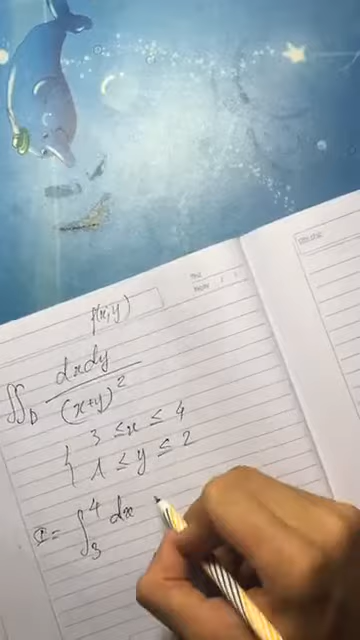 f(x,y)
∬_D dxdy / (x+y)^2
{ 3 ≤ x ≤ 4
1 ≤ y ≤ 2
I = ∫_3^4 dx